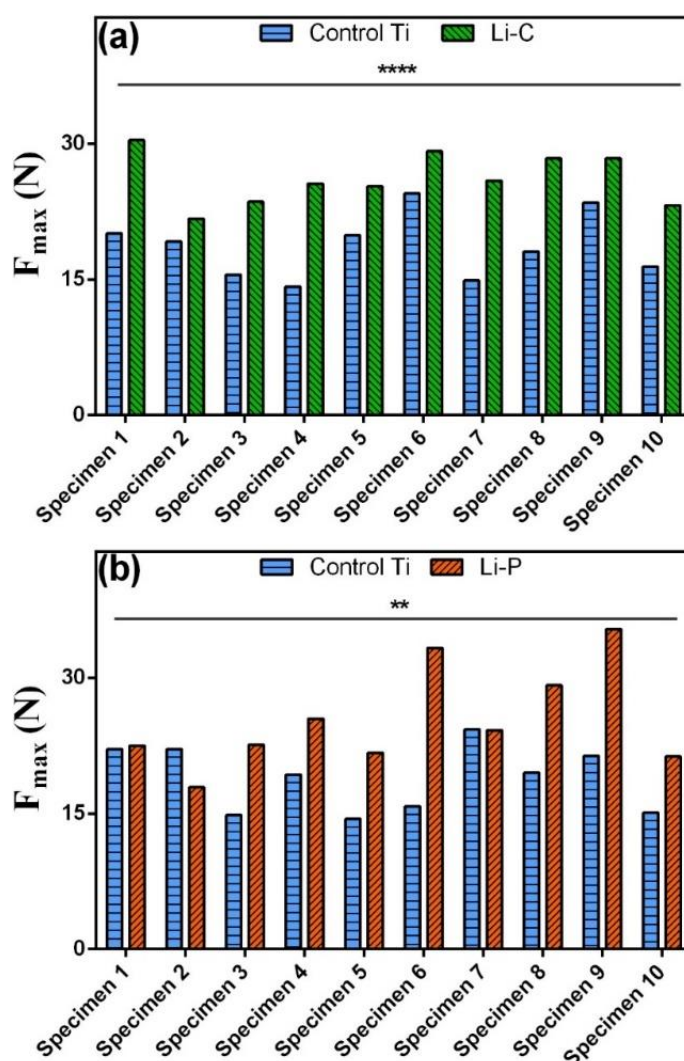 (a) Control Ti Li-C
****
30
15
0
F max (N)
Specimen 1
Specimen 2
Specimen 3
Specimen 4
Specimen 5
Specimen 6
Specimen 7
Specimen 8
Specimen 9
Specimen 10
(b) Control Ti Li-P
**
30
15
0
F max (N)
Specimen 1
Specimen 2
Specimen 3
Specimen 4
Specimen 5
Specimen 6
Specimen 7
Specimen 8
Specimen 9
Specimen 10